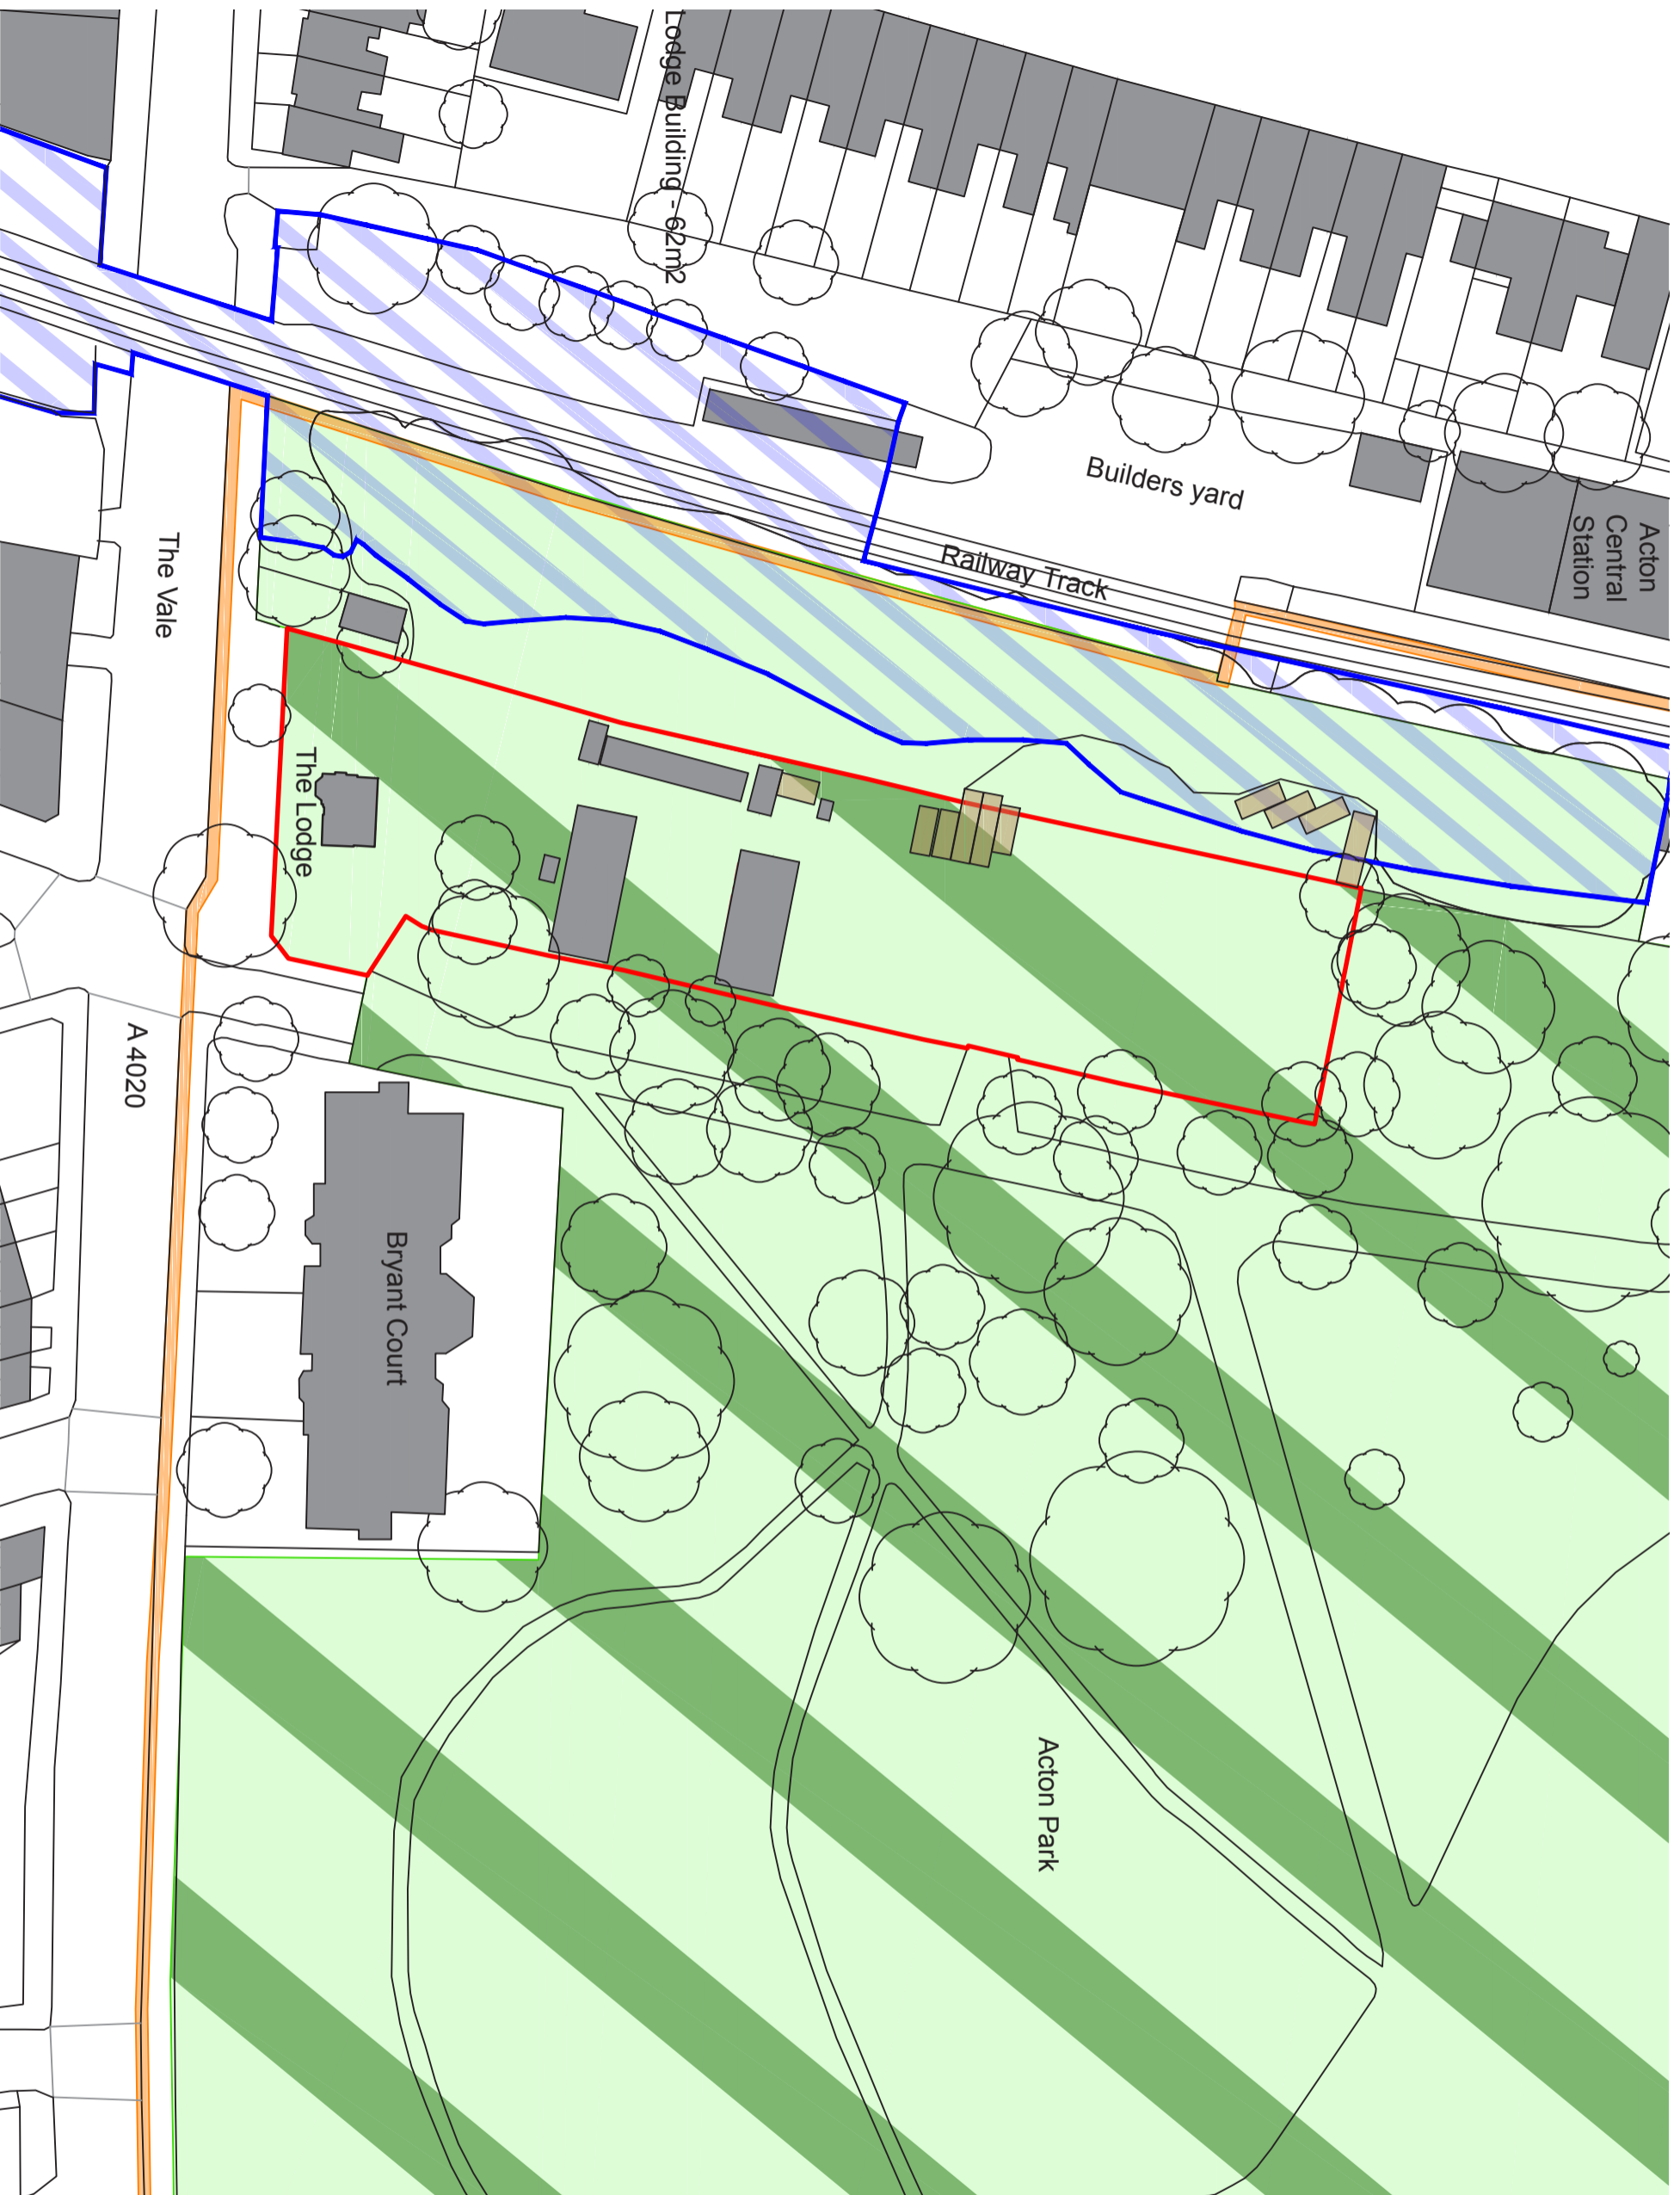 Lodge Building - 62m2
Builders yard
Acton
Central
Station
Railway Track
The Vale
The Lodge
A 4020
Bryant Court
Acton Park